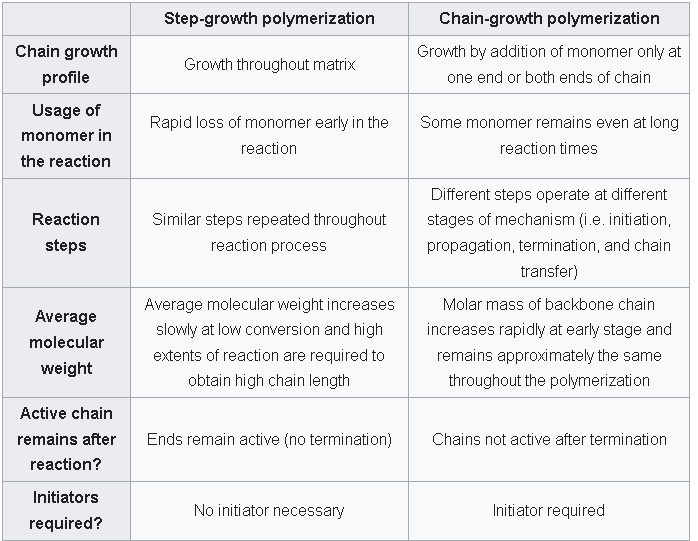 Step-growth polymerization
Chain-growth polymerization
Chain growth
profile
Growth throughout matrix
Growth by addition of monomer only at
one end or both ends of chain
Usage of
monomer in
the reaction
Rapid loss of monomer early in the
reaction
Some monomer remains even at long
reaction times
Reaction
steps
Similar steps repeated throughout
reaction process
Different steps operate at different
stages of mechanism (i.e. initiation,
propagation, termination, and chain
transfer)
Average
molecular
weight
Average molecular weight increases
slowly at low conversion and high
extents of reaction are required to
obtain high chain length
Molar mass of backbone chain
increases rapidly at early stage and
remains approximately the same
throughout the polymerization
Active chain
remains after
reaction?
Ends remain active (no termination)
Chains not active after termination
Initiators
required?
No initiator necessary
Initiator required